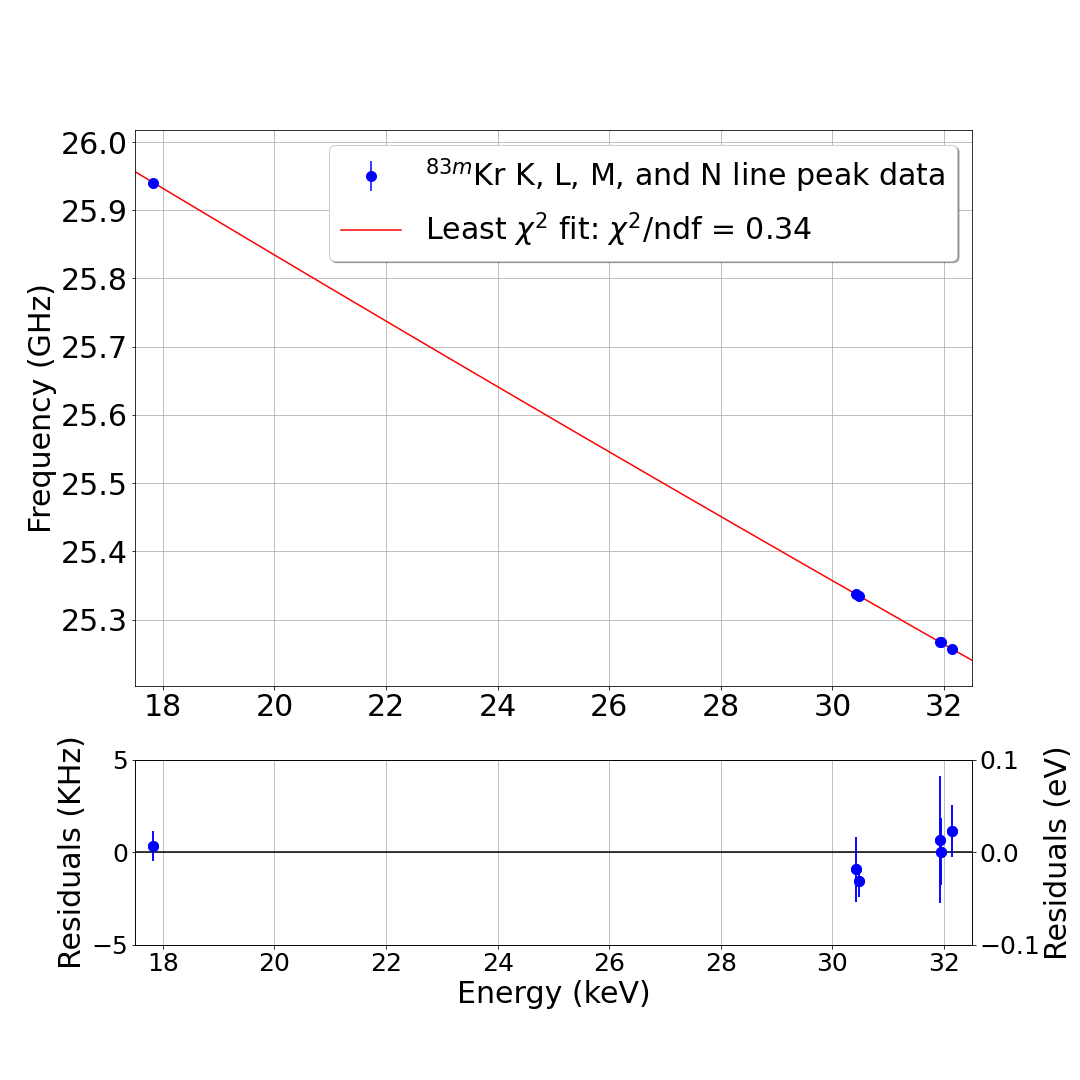 26.0
25.9
25.8
25.7
25.6
25.5
25.4
25.3
Frequency (GHz)
⁸³ᵐKr K, L, M, and N line peak data
Least χ² fit: χ²/ndf = 0.34
18 20 22 24 26 28 30 32
Residuals (KHz)
5
0
−5
0.1
0.0
−0.1
Residuals (eV)
18 20 22 24 26 28 30 32
Energy (keV)